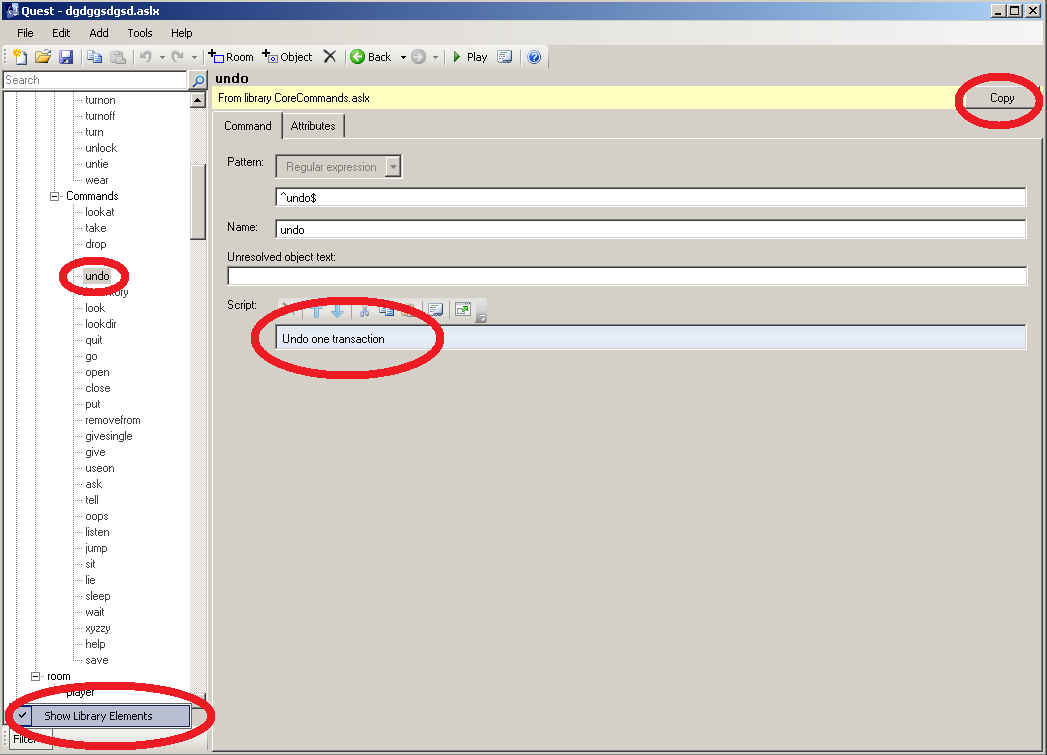 Quest - dgdggsdgsd.aslx
File Edit Add Tools Help
Room Object Back Play
Search
undo
From library CoreCommands.aslx Copy
turnon
turnoff
turn
unlock
untie
wear
Commands
lookat
take
drop
undo
look
lookdir
quit
go
open
close
put
removefrom
givesingle
give
useon
ask
tell
oops
listen
jump
sit
lie
sleep
wait
xyzzy
help
save
room
player
Show Library Elements
Filter
Command Attributes
Pattern: Regular expression
^undo$
Name: undo
Unresolved object text:
Script:
Undo one transaction